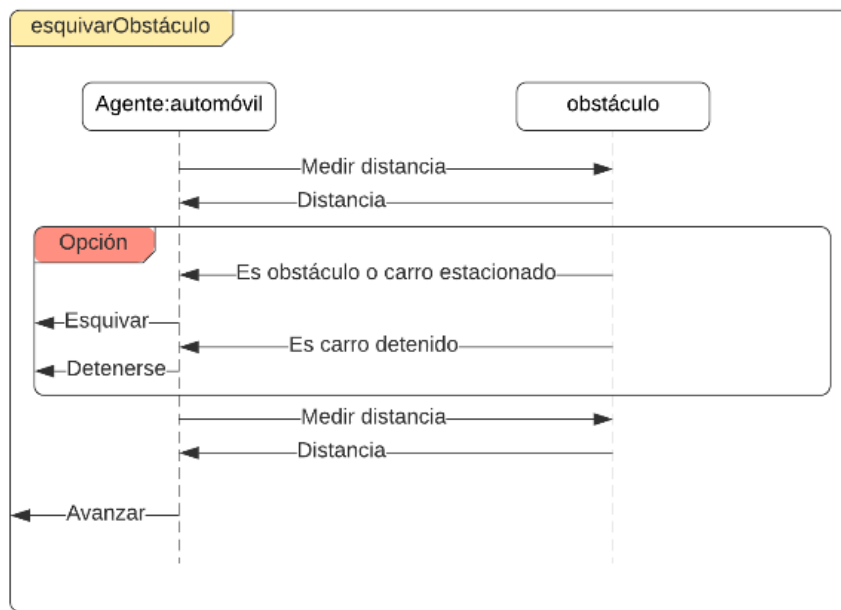 esquivarObstáculo
Agente:automóvil
obstáculo
Medir distancia
Distancia
Opción
Es obstáculo o carro estacionado
Esquivar
Es carro detenido
Detenerse
Medir distancia
Distancia
Avanzar